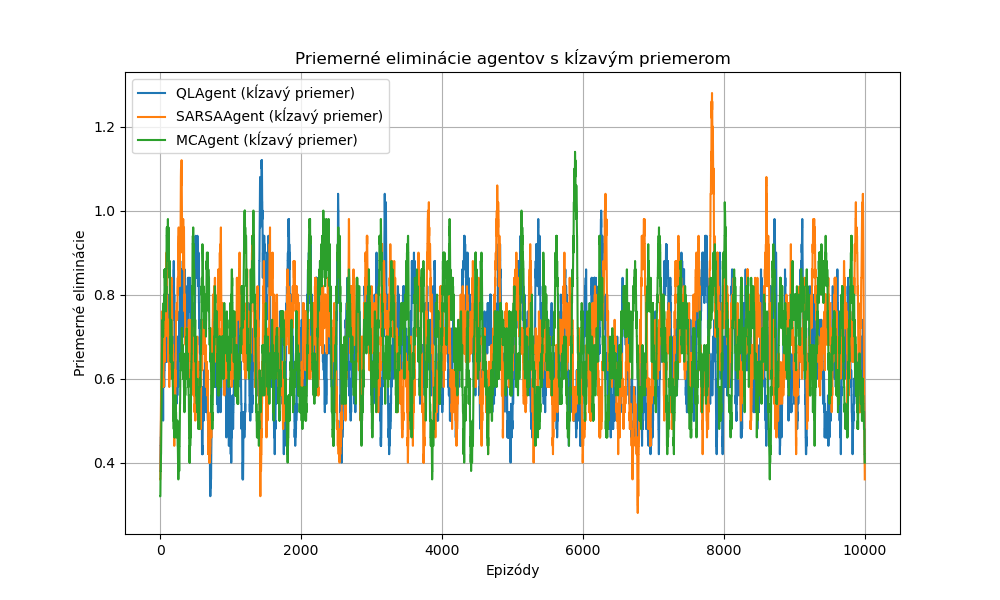 Priemerné eliminácie agentov s kĺzavým priemerom
QLAgent (kĺzavý priemer)
SARSAAgent (kĺzavý priemer)
MCAgent (kĺzavý priemer)
Priemerné eliminácie
1.2
1.0
0.8
0.6
0.4
0
2000
4000
6000
8000
10000
Epizódy